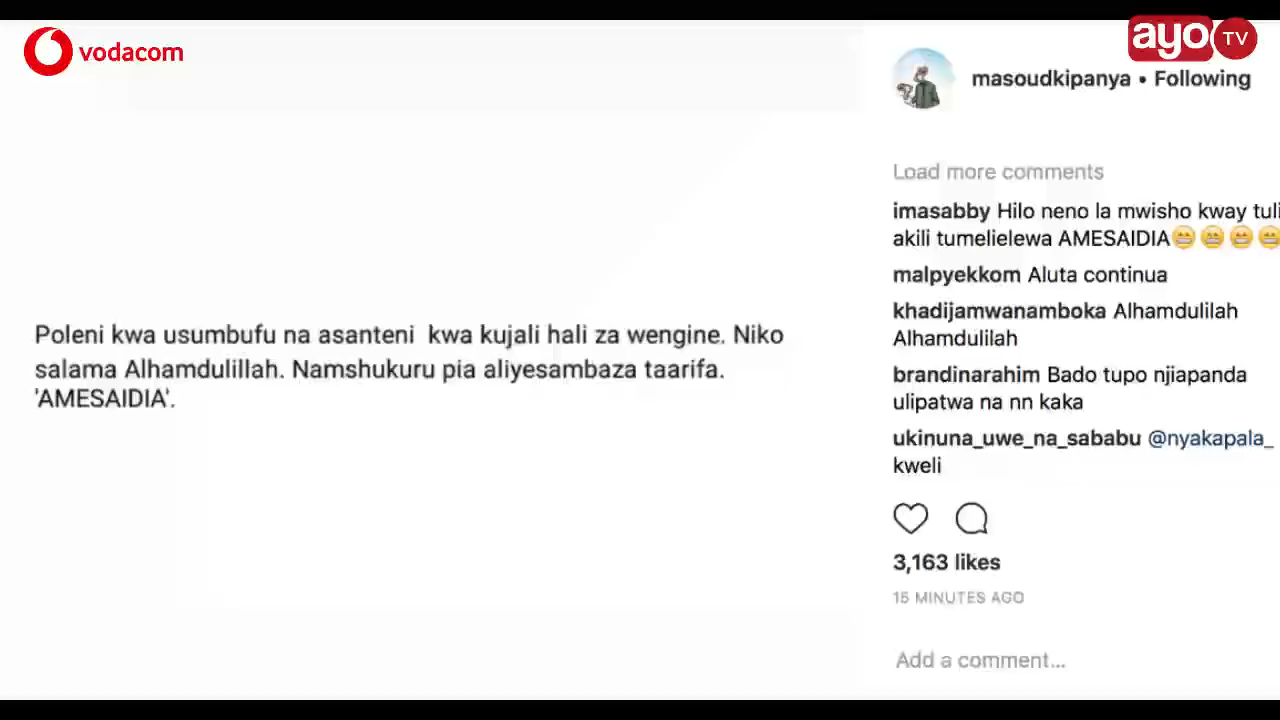 vodacom
ayo TV
masoudkipanya • Following
Load more comments
imasabby Hilo neno la mwisho kway tuli
akili tumelielewa AMESAIDIA😁😁😁😁
malpyekkom Aluta continua
khadijamwanamboka Alhamdulilah
Alhamdulilah
brandinarahim Bado tupo njiapanda
ulipatwa na nn kaka
ukinuna_uwe_na_sababu @nyakapala_
kweli
3,163 likes
15 MINUTES AGO
Add a comment...
Poleni kwa usumbufu na asanteni kwa kujali hali za wengine. Niko
salama Alhamdulillah. Namshukuru pia aliyesambaza taarifa.
'AMESAIDIA'.